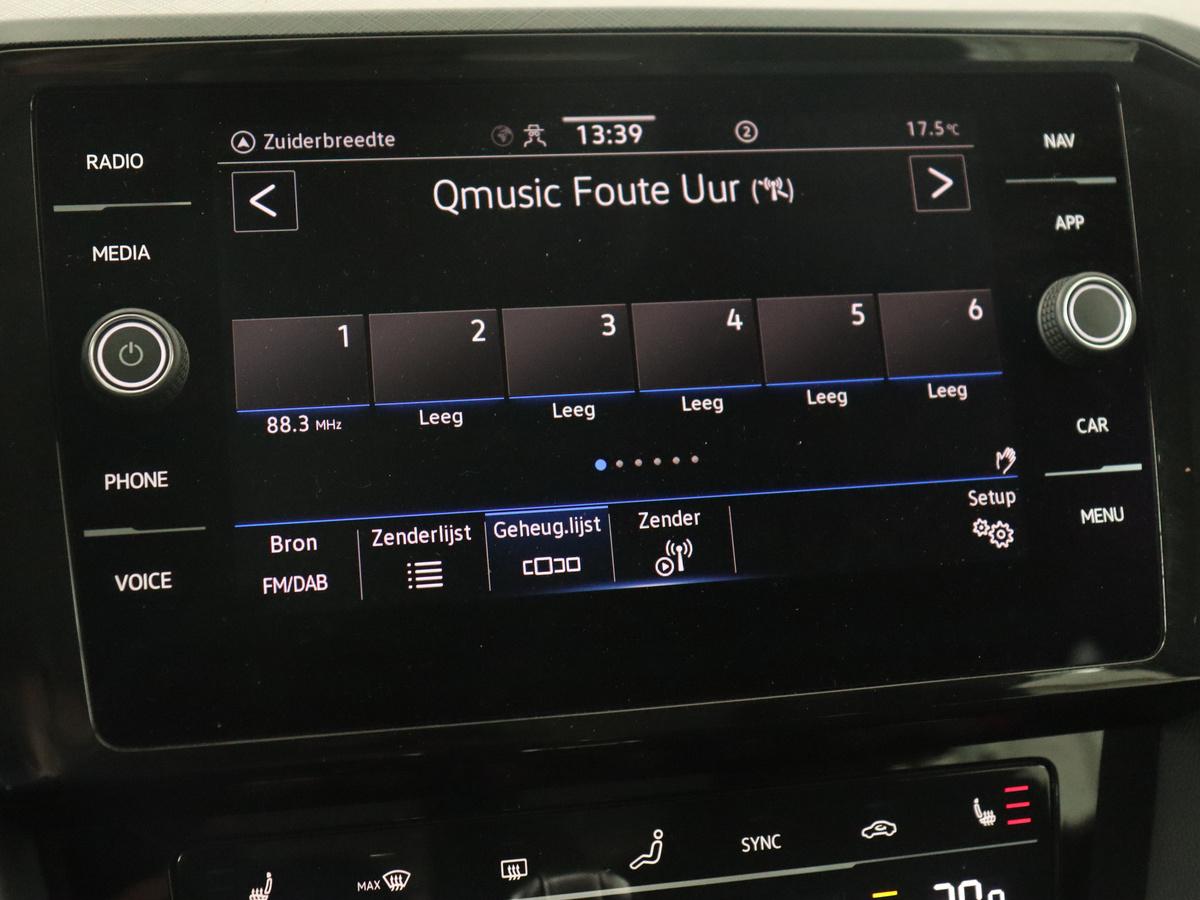 Zuiderbreedte 13:39 2 17.5°C
RADIO
MEDIA
PHONE
VOICE
< Qmusic Foute Uur >
1 2 3 4 5 6
88.3 MHz Leeg Leeg Leeg Leeg Leeg
Bron Zenderlijst Geheug.lijst Zender Setup
FM/DAB
NAV
APP
CAR
MENU
MAX SYNC